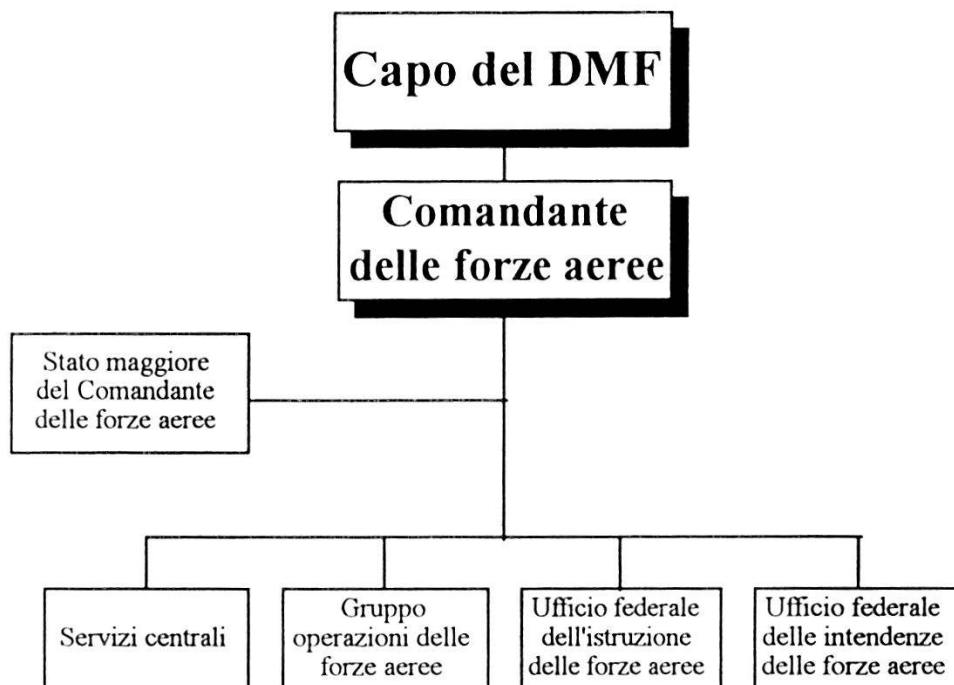 Capo del DMF
Comandante
delle forze aeree
Stato maggiore
del Comandante
delle forze aeree
Servizi centrali
Gruppo
operazioni delle
forze aeree
Ufficio federale
dell'istruzione
delle forze aeree
Ufficio federale
delle intendenze
delle forze aeree